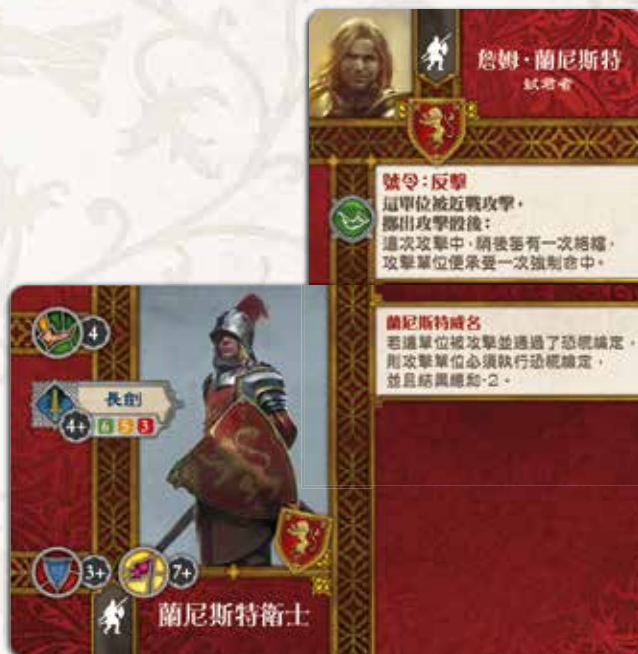 詹姆·蘭尼斯特
弒君者
號令：反擊
這單位被近戰攻擊，
擲出攻擊骰後：
這次攻擊中，稍後每有一次格檔，
攻擊單位便承受一次強制命中。
蘭尼斯特威名
若這單位被攻擊並通過了恐慌檢定，
則攻擊單位必須執行恐慌檢定，
並且結果總和-2。
4
長劍
4+ 6 5 3
3+ 7+
蘭尼斯特衛士